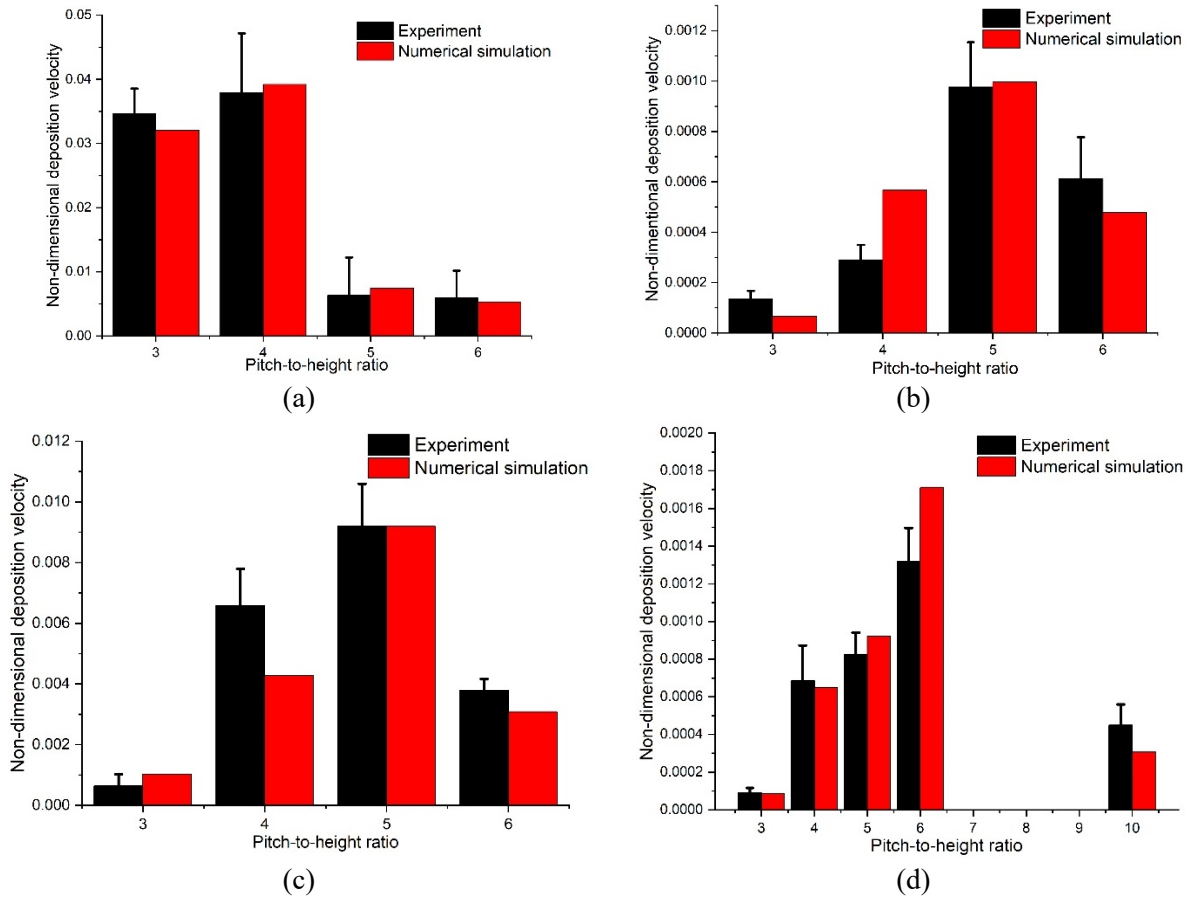 Non-dimensional deposition velocity
0.05
0.04
0.03
0.02
0.01
0.00
Experiment
Numerical simulation
3 4 5 6
Pitch-to-height ratio
(a)
Non-dimentional deposition velocity
0.0012
0.0010
0.0008
0.0006
0.0004
0.0002
0.0000
Experiment
Numerical simulation
3 4 5 6
Pitch-to-height ratio
(b)
Non-dimensional deposition velocity
0.012
0.010
0.008
0.006
0.004
0.002
0.000
Experiment
Numerical simulation
3 4 5 6
Pitch-to-height ratio
(c)
Non-dimensional deposition velocity
0.0020
0.0018
0.0016
0.0014
0.0012
0.0010
0.0008
0.0006
0.0004
0.0002
0.0000
Experiment
Numerical simulation
3 4 5 6 7 8 9 10
Pitch-to-height ratio
(d)